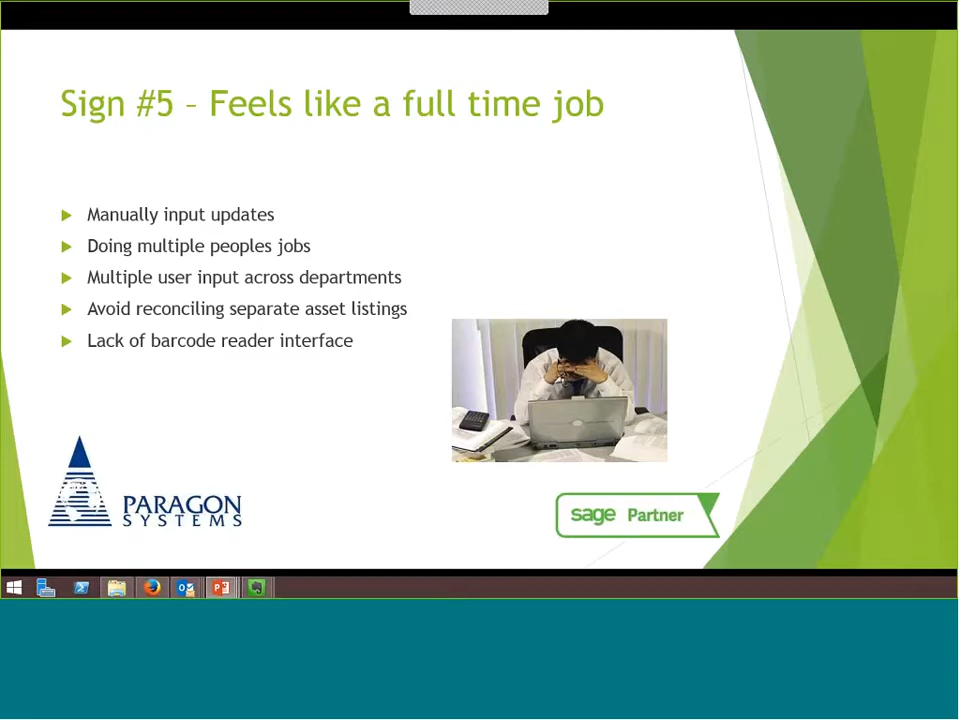 Sign #5 – Feels like a full time job
Manually input updates
Doing multiple peoples jobs
Multiple user input across departments
Avoid reconciling separate asset listings
Lack of barcode reader interface
PARAGON
SYSTEMS
sage Partner